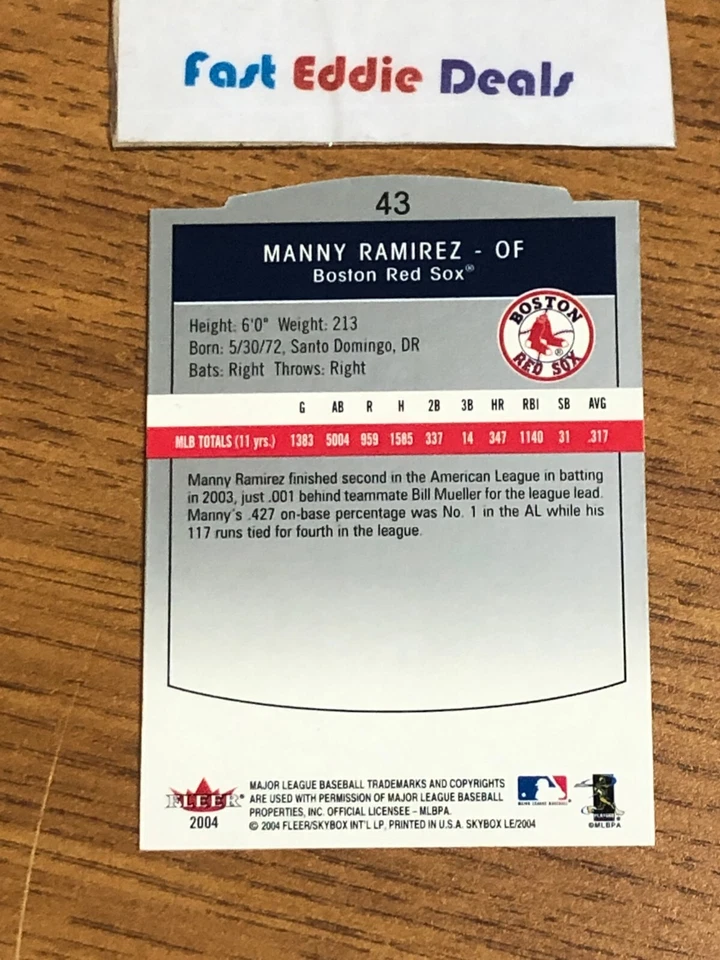 Fast Eddie Deals
43
MANNY RAMIREZ - OF
Boston Red Sox®
Height: 6'0" Weight: 213
Born: 5/30/72, Santo Domingo, DR
Bats: Right Throws: Right
BOSTON
RED SOX
®
G AB R H 2B 3B HR RBI SB AVG
MLB TOTALS (11 yrs.) 1383 5004 959 1585 337 14 347 1140 31 .317
Manny Ramirez finished second in the American League in batting
in 2003, just .001 behind teammate Bill Mueller for the league lead.
Manny's .427 on-base percentage was No. 1 in the AL while his
117 runs tied for fourth in the league.
FLEER®
2004
MAJOR LEAGUE BASEBALL TRADEMARKS AND COPYRIGHTS
ARE USED WITH PERMISSION OF MAJOR LEAGUE BASEBALL
PROPERTIES, INC. OFFICIAL LICENSEE - MLBPA.
© 2004 FLEER/SKYBOX INT'L LP, PRINTED IN U.S.A. SKYBOX LE/2004
MAJOR LEAGUE BASEBALL
PLAYERS
©MLBPA